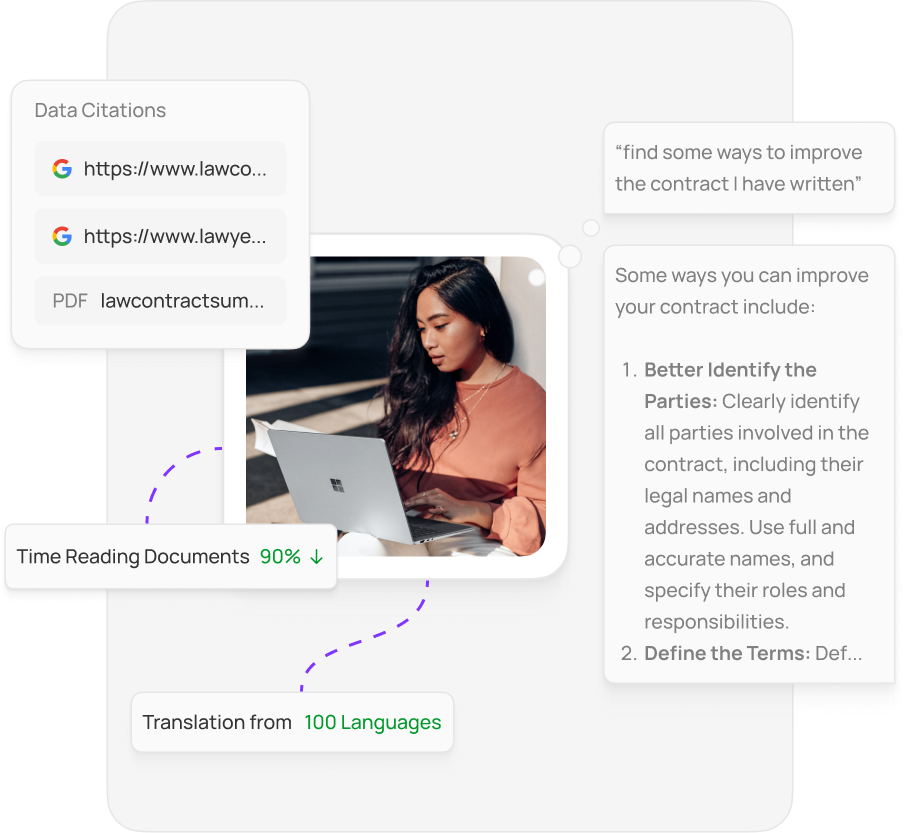 Data Citations
https://www.lawco...
https://www.lawye...
PDF lawcontractsum...
“find some ways to improve
the contract I have written”
Some ways you can improve
your contract include:
1. Better Identify the
Parties: Clearly identify
all parties involved in the
contract, including their
legal names and
addresses. Use full and
accurate names, and
specify their roles and
responsibilities.
2. Define the Terms: Def...
Time Reading Documents 90% ↓
Translation from 100 Languages